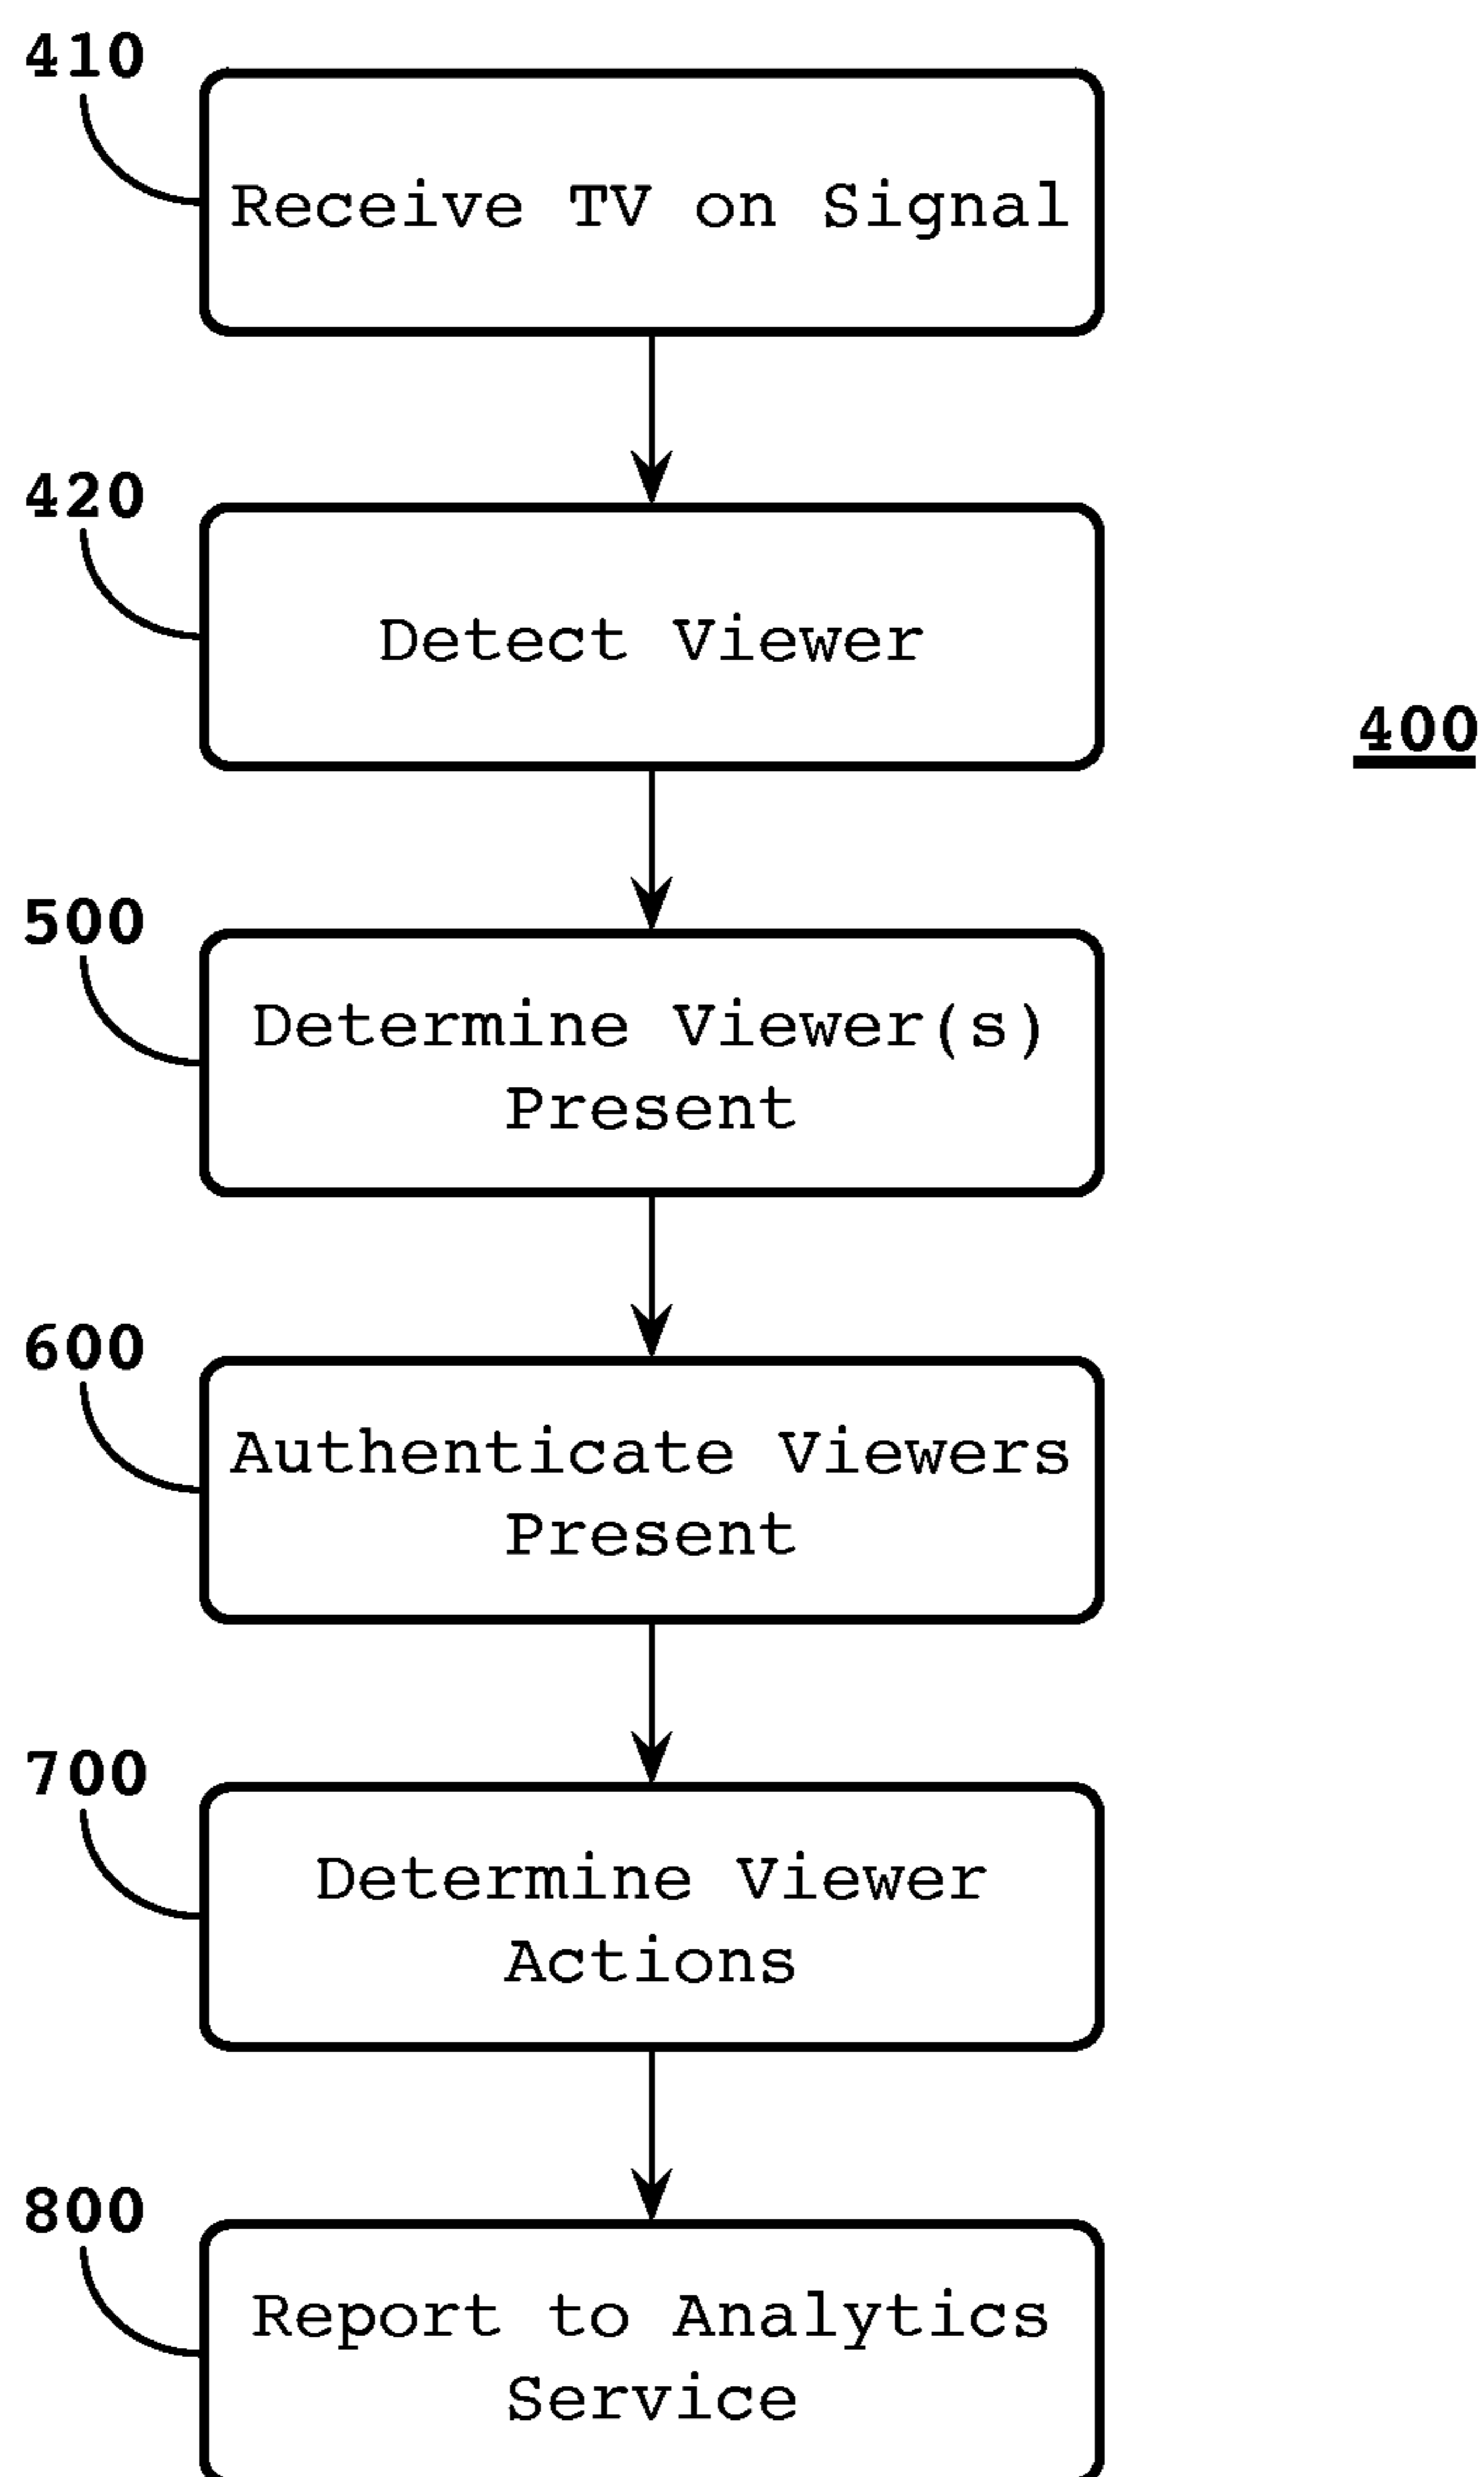 410
Receive TV on Signal
420
Detect Viewer
400
500
Determine Viewer(s)
Present
600
Authenticate Viewers
Present
700
Determine Viewer
Actions
800
Report to Analytics
Service